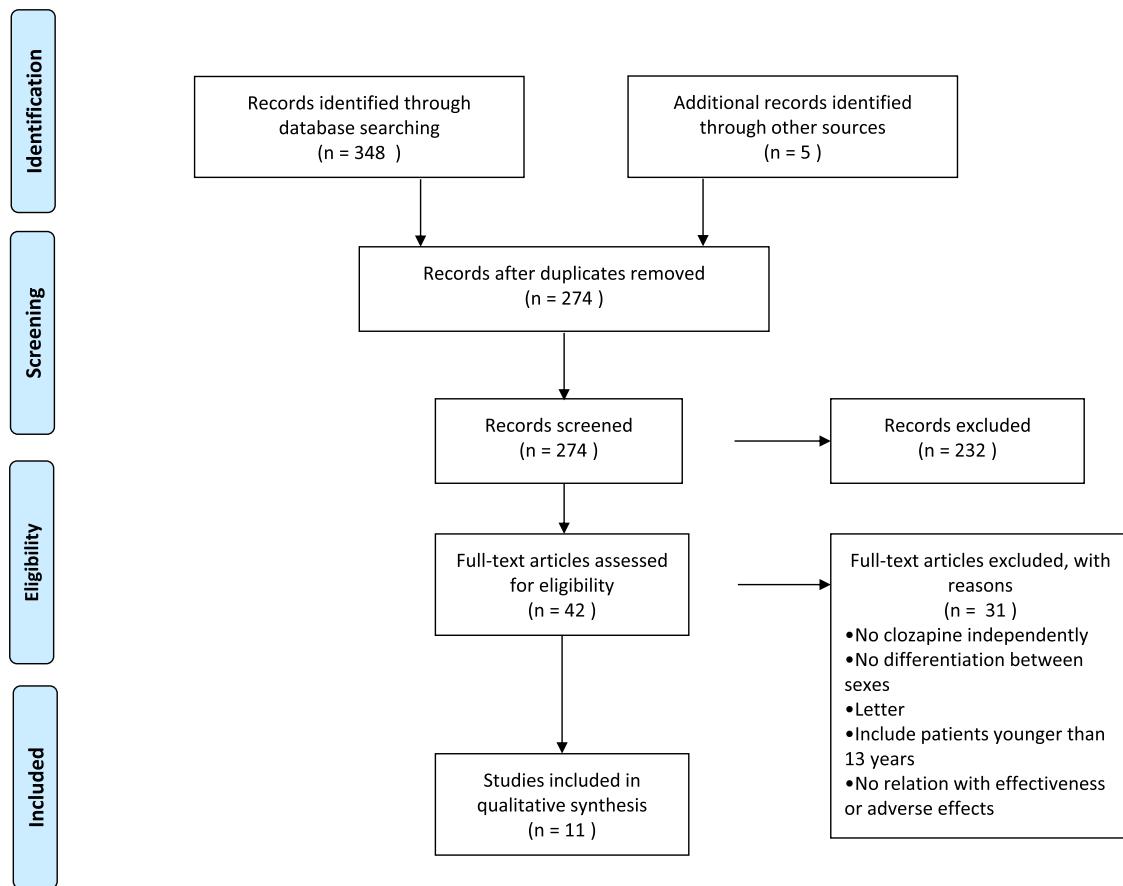 Identification
Records identified through
database searching
(n = 348  )
Additional records identified
through other sources
(n = 5 )
Screening
Records after duplicates removed
(n = 274 )
Records screened
(n = 274 )
Records excluded
(n = 232 )
Eligibility
Full-text articles assessed
for eligibility
(n = 42 )
Full-text articles excluded, with
reasons
(n =  31 )
•No clozapine independently
•No differentiation between
sexes
•Letter
•Include patients younger than
13 years
•No relation with effectiveness
or adverse effects
Included
Studies included in
qualitative synthesis
(n = 11 )